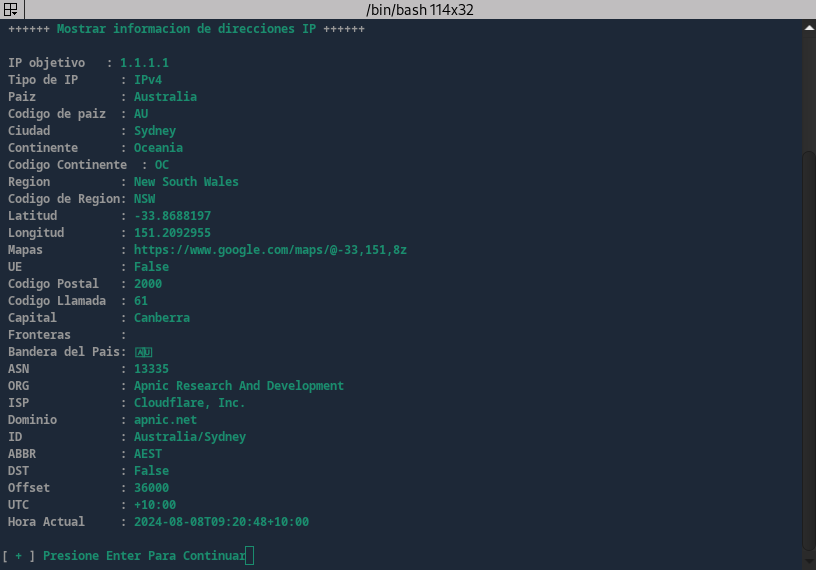 /bin/bash 114x32
++++++ Mostrar informacion de direcciones IP ++++++
IP objetivo   : 1.1.1.1
Tipo de IP      : IPv4
Paiz            : Australia
Codigo de paiz  : AU
Ciudad          : Sydney
Continente      : Oceania
Codigo Continente  : OC
Region          : New South Wales
Codigo de Region: NSW
Latitud         : -33.8688197
Longitud        : 151.2092955
Mapas           : https://www.google.com/maps/@-33,151,8z
UE              : False
Codigo Postal   : 2000
Codigo Llamada  : 61
Capital         : Canberra
Fronteras       :
Bandera del Pais: 🇦🇺
ASN             : 13335
ORG             : Apnic Research And Development
ISP             : Cloudflare, Inc.
Dominio         : apnic.net
ID              : Australia/Sydney
ABBR            : AEST
DST             : False
Offset          : 36000
UTC             : +10:00
Hora Actual     : 2024-08-08T09:20:48+10:00
[ + ] Presione Enter Para Continuar